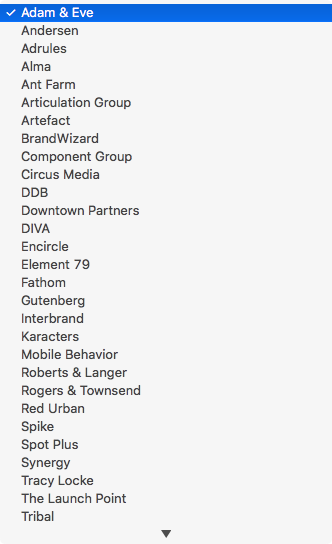 Adam & Eve
Andersen
Adrules
Alma
Ant Farm
Articulation Group
Artefact
BrandWizard
Component Group
Circus Media
DDB
Downtown Partners
DIVA
Encircle
Element 79
Fathom
Gutenberg
Interbrand
Karacters
Mobile Behavior
Roberts & Langer
Rogers & Townsend
Red Urban
Spike
Spot Plus
Synergy
Tracy Locke
The Launch Point
Tribal